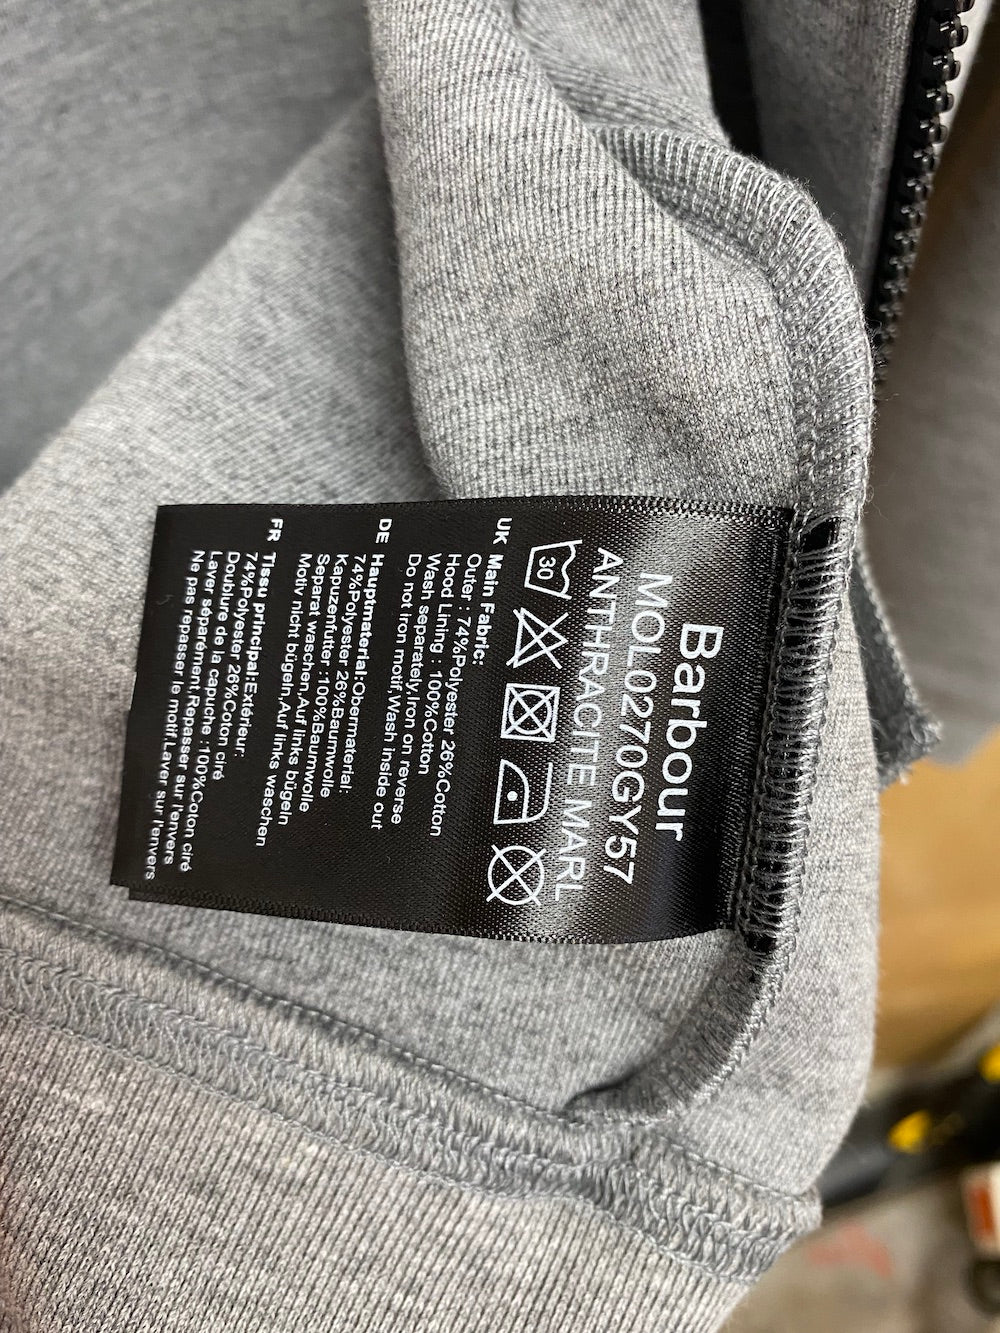 Barbour
MOL0270GY57
ANTHRACITE MARL
30
UK Main Fabric:
Outer : 74%Polyester 26%Cotton
Hood Lining : 100%Cotton
Wash separately,Iron on reverse
Do not iron motif,Wash inside out
DE Hauptmaterial:Obermaterial:
74%Polyester 26%Baumwolle
Kapuzenfutter :100%Baumwolle
Separat waschen,Auf links bügeln
Motiv nicht bügeln,Auf links waschen
FR Tissu principal:Extérieur:
74%Polyester 26%Coton ciré
Doublure de la capuche :100%Coton ciré
Laver séparément,Repasser sur l'envers
Ne pas repasser le motif Laver sur l'envers